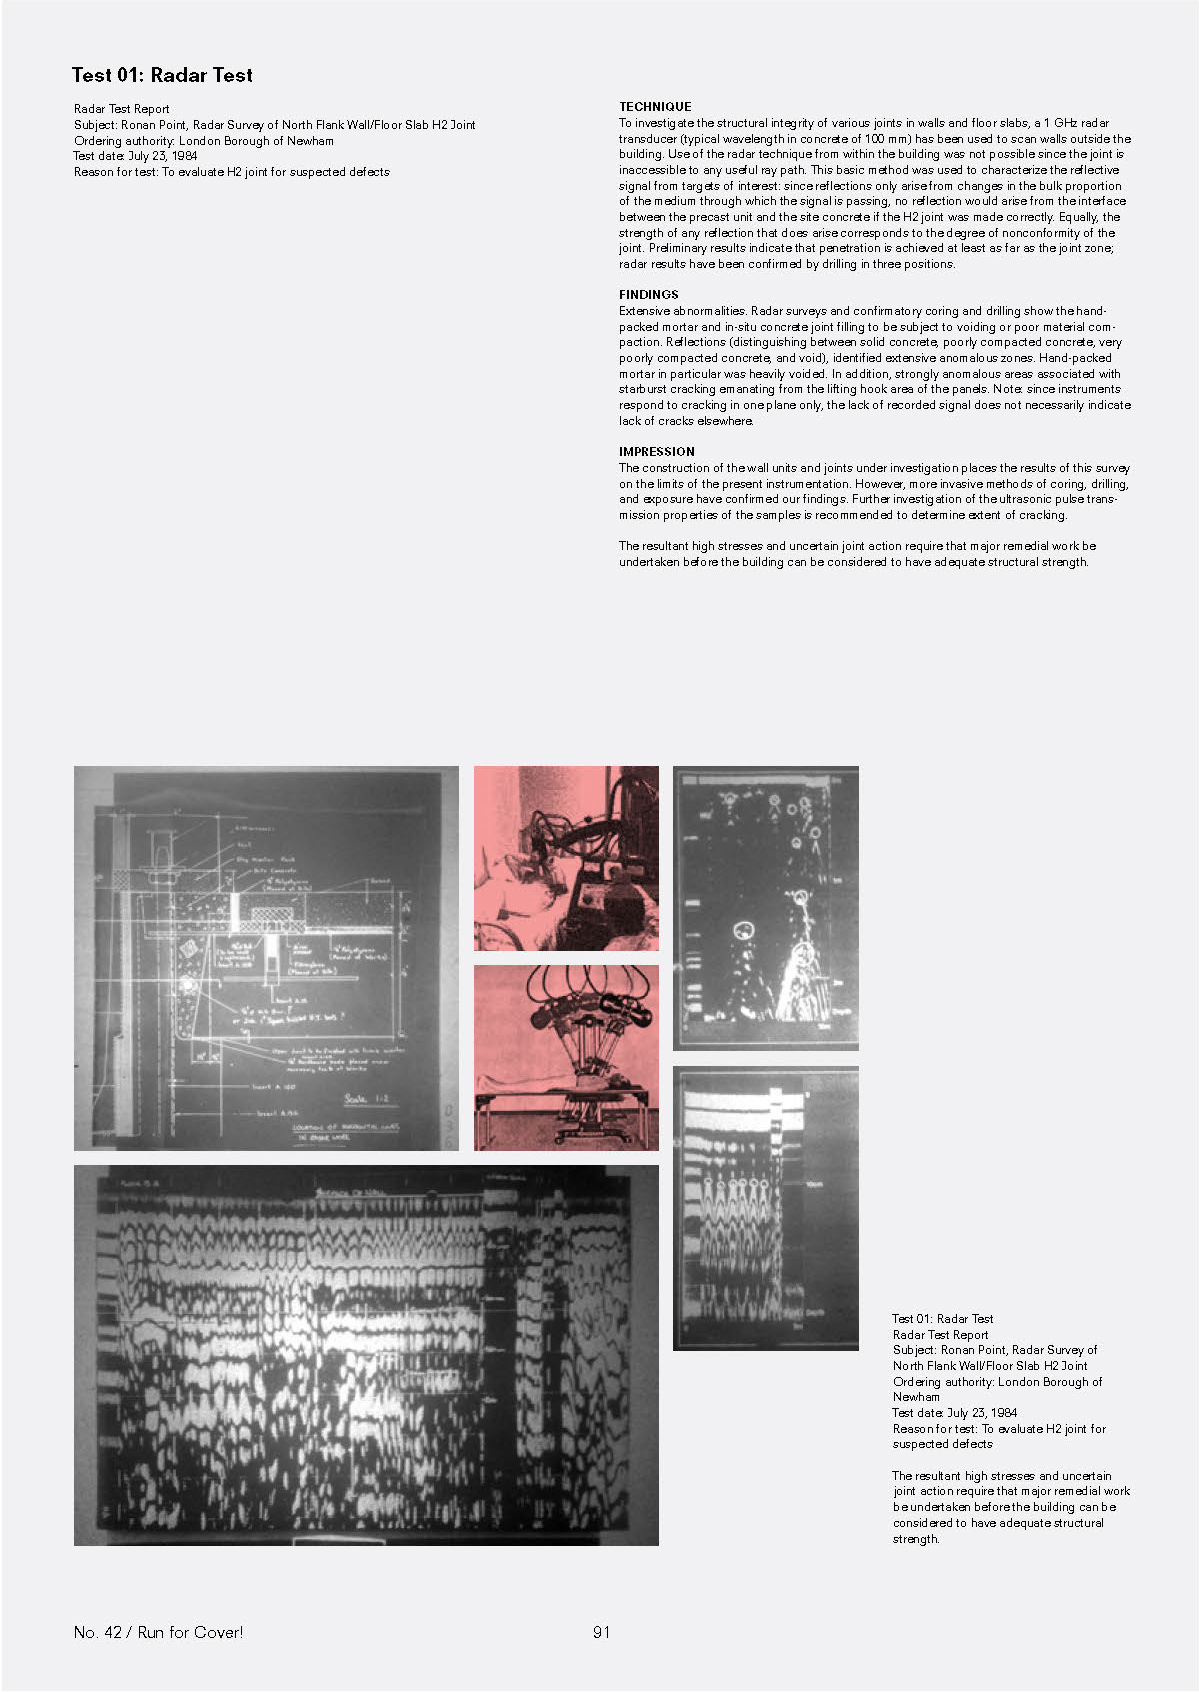 Test 01: Radar Test
Radar Test Report
Subject: Ronan Point, Radar Survey of North Flank Wall/Floor Slab H2 Joint
Ordering authority: London Borough of Newham
Test date: July 23, 1984
Reason for test: To evaluate H2 joint for suspected defects
TECHNIQUE
To investigate the structural integrity of various joints in walls and floor slabs, a 1 GHz radar
transducer (typical wavelength in concrete of 100 mm) has been used to scan walls outside the
building. Use of the radar technique from within the building was not possible since the joint is
inaccessible to any useful ray path. This basic method was used to characterize the reflective
signal from targets of interest: since reflections only arise from changes in the bulk proportion
of the medium through which the signal is passing, no reflection would arise from the interface
between the precast unit and the site concrete if the H2 joint was made correctly. Equally, the
strength of any reflection that does arise corresponds to the degree of nonconformity of the
joint. Preliminary results indicate that penetration is achieved at least as far as the joint zone;
radar results have been confirmed by drilling in three positions.
FINDINGS
Extensive abnormalities. Radar surveys and confirmatory coring and drilling show the hand-
packed mortar and in-situ concrete joint filling to be subject to voiding or poor material com-
paction. Reflections (distinguishing between solid concrete, poorly compacted concrete, very
poorly compacted concrete, and void), identified extensive anomalous zones. Hand-packed
mortar in particular was heavily voided. In addition, strongly anomalous areas associated with
starburst cracking emanating from the lifting hook area of the panels. Note: since instruments
respond to cracking in one plane only, the lack of recorded signal does not necessarily indicate
lack of cracks elsewhere.
IMPRESSION
The construction of the wall units and joints under investigation places the results of this survey
on the limits of the present instrumentation. However, more invasive methods of coring, drilling,
and exposure have confirmed our findings. Further investigation of the ultrasonic pulse trans-
mission properties of the samples is recommended to determine extent of cracking.
The resultant high stresses and uncertain joint action require that major remedial work be
undertaken before the building can be considered to have adequate structural strength.
Dry Mortar Pack
Site Concrete
Scale 1-2
Depth
10cm
Depth
Test 01: Radar Test
Radar Test Report
Subject: Ronan Point, Radar Survey of
North Flank Wall/Floor Slab H2 Joint
Ordering authority: London Borough of
Newham
Test date: July 23, 1984
Reason for test: To evaluate H2 joint for
suspected defects
The resultant high stresses and uncertain
joint action require that major remedial work
be undertaken before the building can be
considered to have adequate structural
strength.
No. 42 / Run for Cover!
91